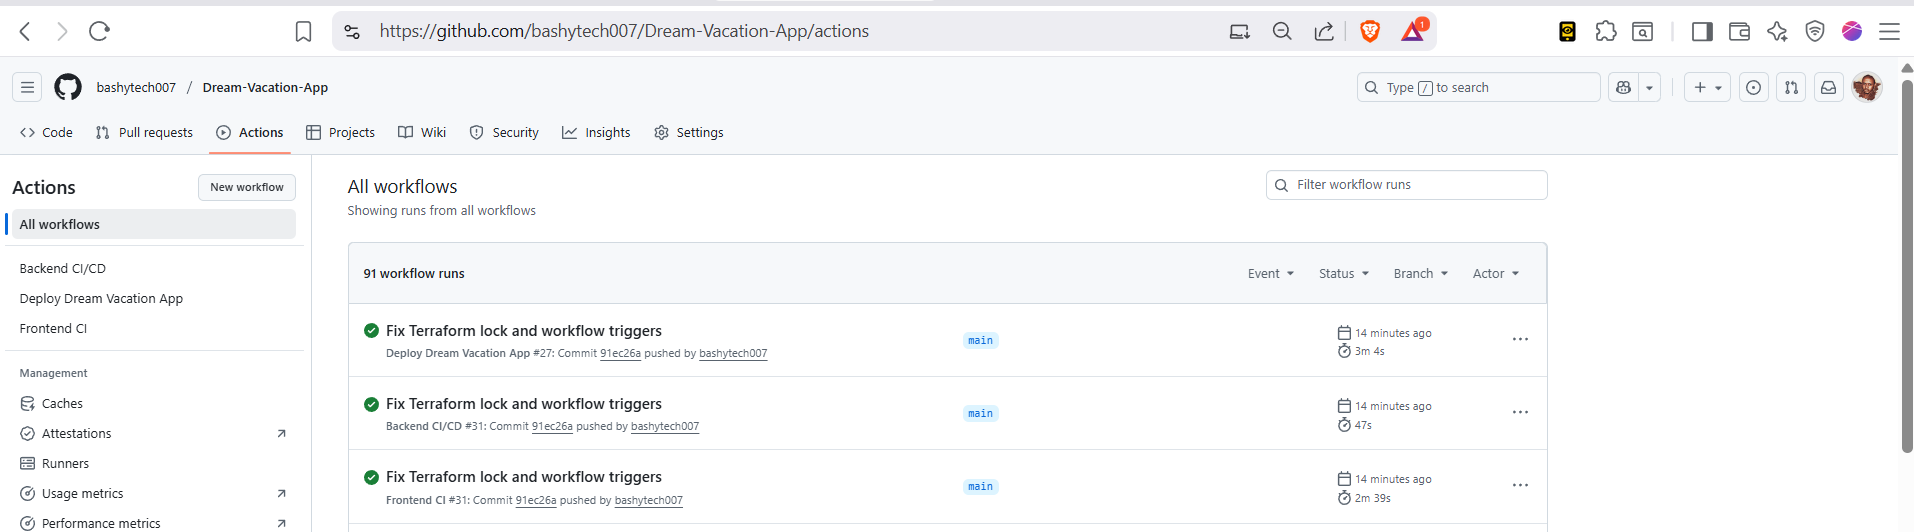 https://github.com/bashytech007/Dream-Vacation-App/actions
1
bashytech007 / Dream-Vacation-App
Type / to search
Code
Pull requests
Actions
Projects
Wiki
Security
Insights
Settings
Actions
New workflow
All workflows
Backend CI/CD
Deploy Dream Vacation App
Frontend CI
Management
Caches
Attestations
Runners
Usage metrics
Performance metrics
All workflows
Showing runs from all workflows
Filter workflow runs
91 workflow runs
Event
Status
Branch
Actor
Fix Terraform lock and workflow triggers
Deploy Dream Vacation App #27: Commit 91ec26a pushed by bashytech007
main
14 minutes ago
3m 4s
Fix Terraform lock and workflow triggers
Backend CI/CD #31: Commit 91ec26a pushed by bashytech007
main
14 minutes ago
47s
Fix Terraform lock and workflow triggers
Frontend CI #31: Commit 91ec26a pushed by bashytech007
main
14 minutes ago
2m 39s